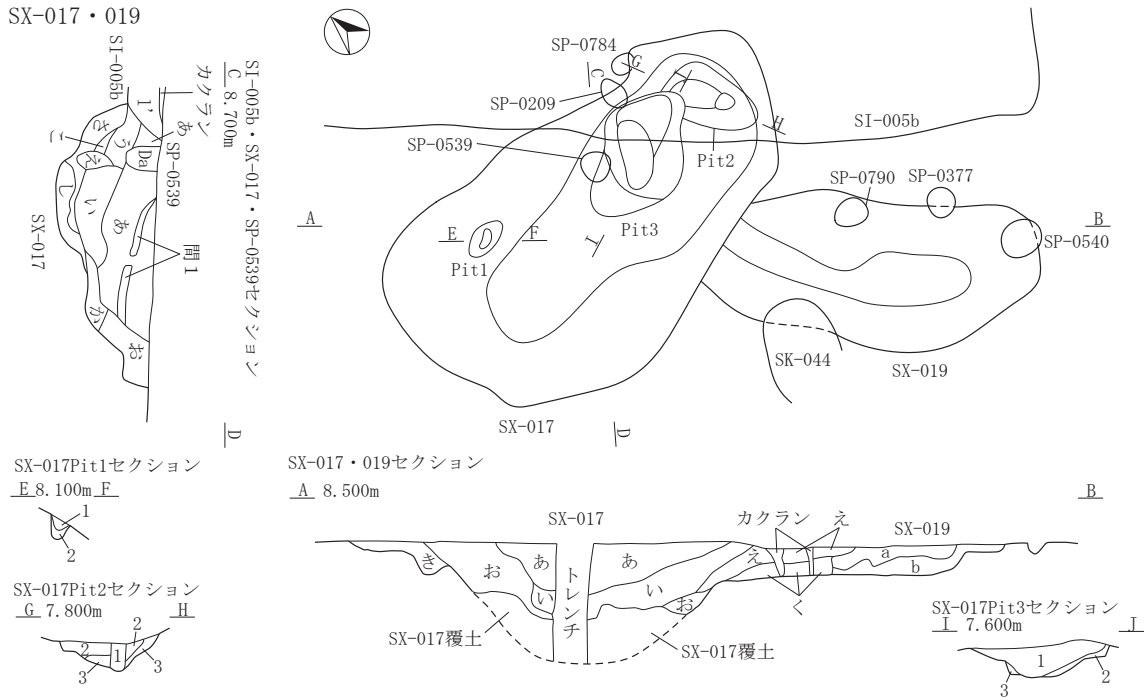 SX-017・019
SI-005b・SX-017・SP-0539セクション
C 8.700m
カクラン
SI-005b
1'
あ
SP-0539
さ
う
Da
こ
え
し
い
あ
間1
SX-017
か
お
D
SP-0784
G
C
SP-0209
H
SI-005b
SP-0539
Pit2
SP-0790
SP-0377
A
B
E
F
Pit3
I
SP-0540
Pit1
SK-044
SX-019
SX-017
D
SX-017Pit1セクション
E 8.100m F
1
2
SX-017Pit2セクション
G 7.800m H
2
2
1
3
3
SX-017・019セクション
A 8.500m
B
SX-017
カクラン
え
SX-019
き
お
あ
い
トレンチ
あ
い
お
え
く
a
b
SX-017覆土
SX-017覆土
SX-017Pit3セクション
I 7.600m J
1
2
3